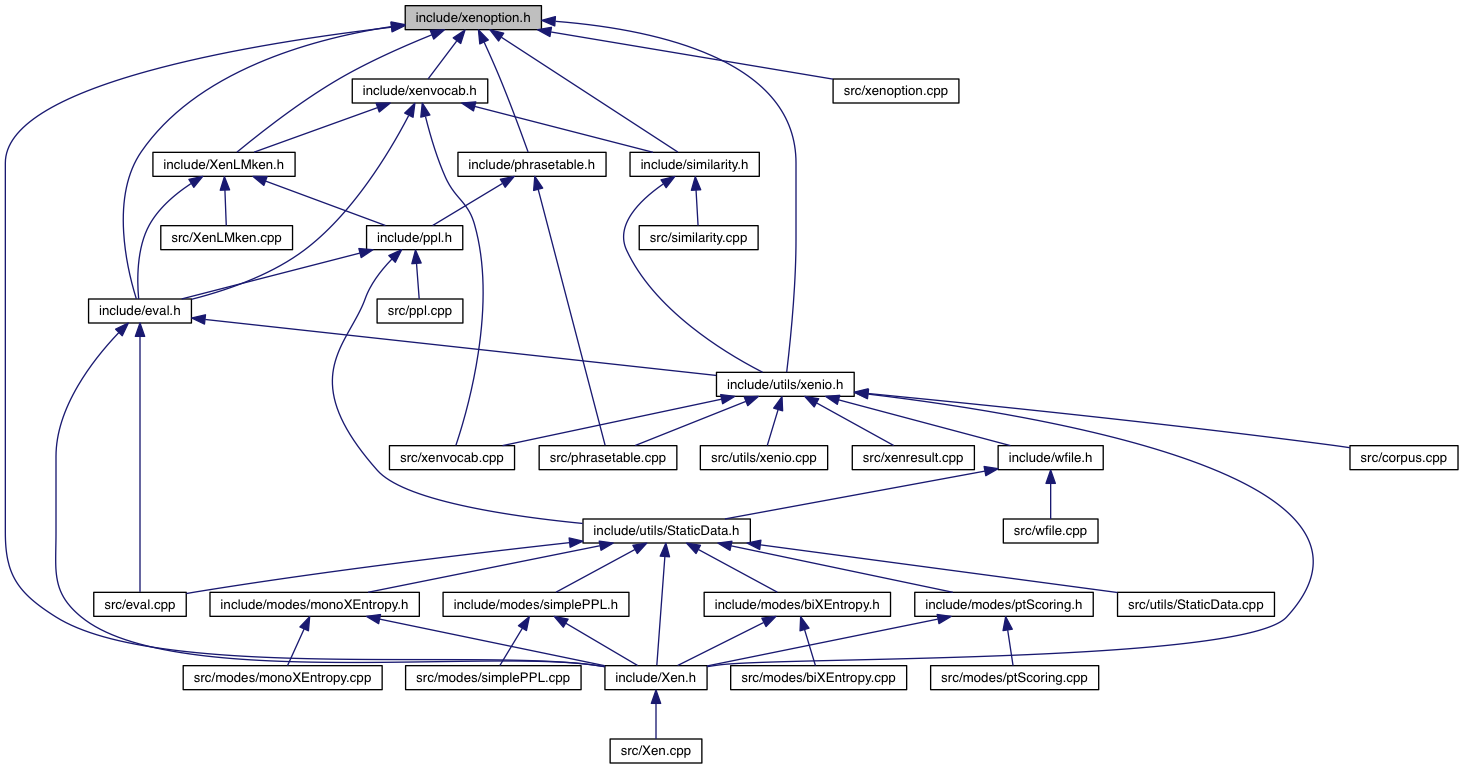 include/xenoption.h
include/xenvocab.h
src/xenoption.cpp
include/XenLMken.h
include/phrasetable.h
include/similarity.h
src/XenLMken.cpp
include/ppl.h
src/similarity.cpp
include/eval.h
src/ppl.cpp
include/utils/xenio.h
src/xenvocab.cpp
src/phrasetable.cpp
src/utils/xenio.cpp
src/xenresult.cpp
include/wfile.h
src/corpus.cpp
include/utils/StaticData.h
src/wfile.cpp
src/eval.cpp
include/modes/monoXEntropy.h
include/modes/simplePPL.h
include/modes/biXEntropy.h
include/modes/ptScoring.h
src/utils/StaticData.cpp
src/modes/monoXEntropy.cpp
src/modes/simplePPL.cpp
include/Xen.h
src/modes/biXEntropy.cpp
src/modes/ptScoring.cpp
src/Xen.cpp